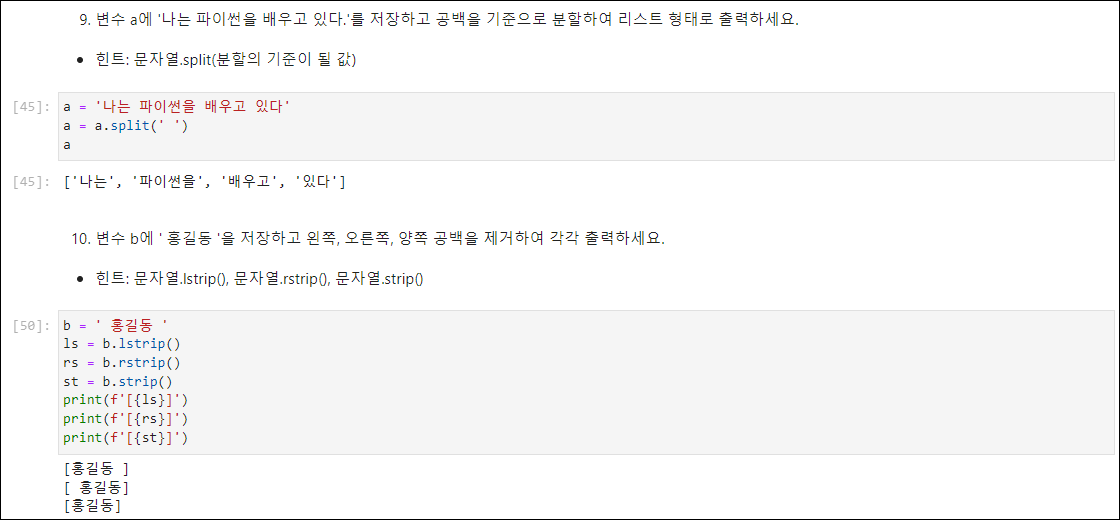 9. 변수 a에 '나는 파이썬을 배우고 있다.'를 저장하고 공백을 기준으로 분할하여 리스트 형태로 출력하세요.
• 힌트: 문자열.split(분할의 기준이 될 값)
[45]: a = '나는 파이썬을 배우고 있다'
a = a.split(' ')
a
[45]: ['나는', '파이썬을', '배우고', '있다']
10. 변수 b에 ' 홍길동 '을 저장하고 왼쪽, 오른쪽, 양쪽 공백을 제거하여 각각 출력하세요.
• 힌트: 문자열.lstrip(), 문자열.rstrip(), 문자열.strip()
[50]: b = ' 홍길동 '
ls = b.lstrip()
rs = b.rstrip()
st = b.strip()
print(f'[{ls}]')
print(f'[{rs}]')
print(f'[{st}]')
[홍길동 ]
[ 홍길동]
[홍길동]